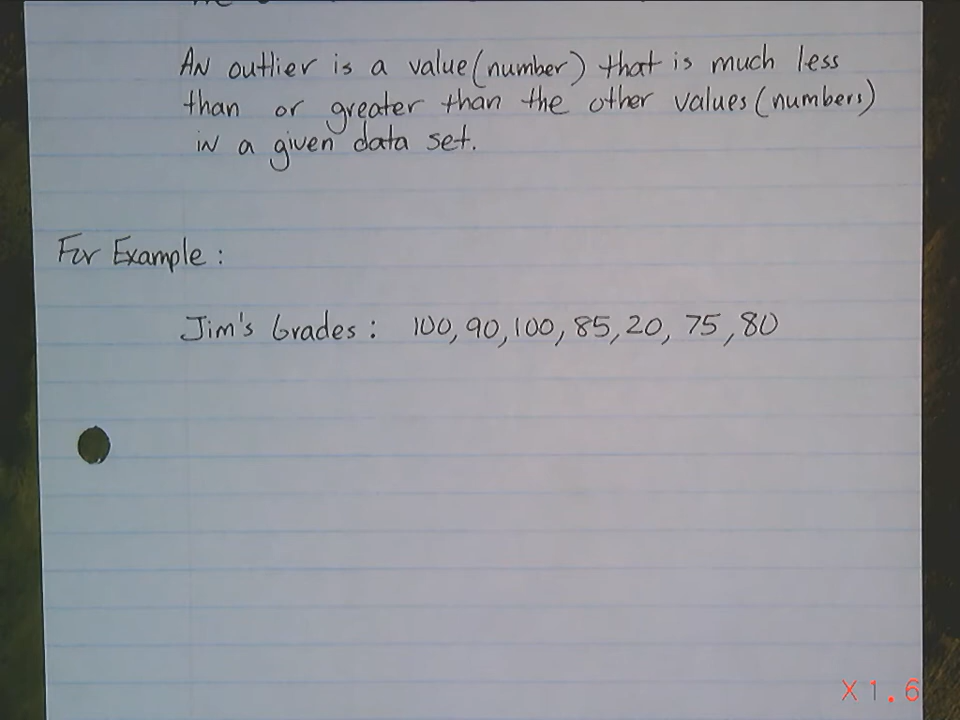 AN outlier is a value (number) that is much less
than or greater than the other values (numbers)
in a given data set.
For Example :
Jim's Grades : 100, 90, 100, 85, 20, 75, 80
X1.6